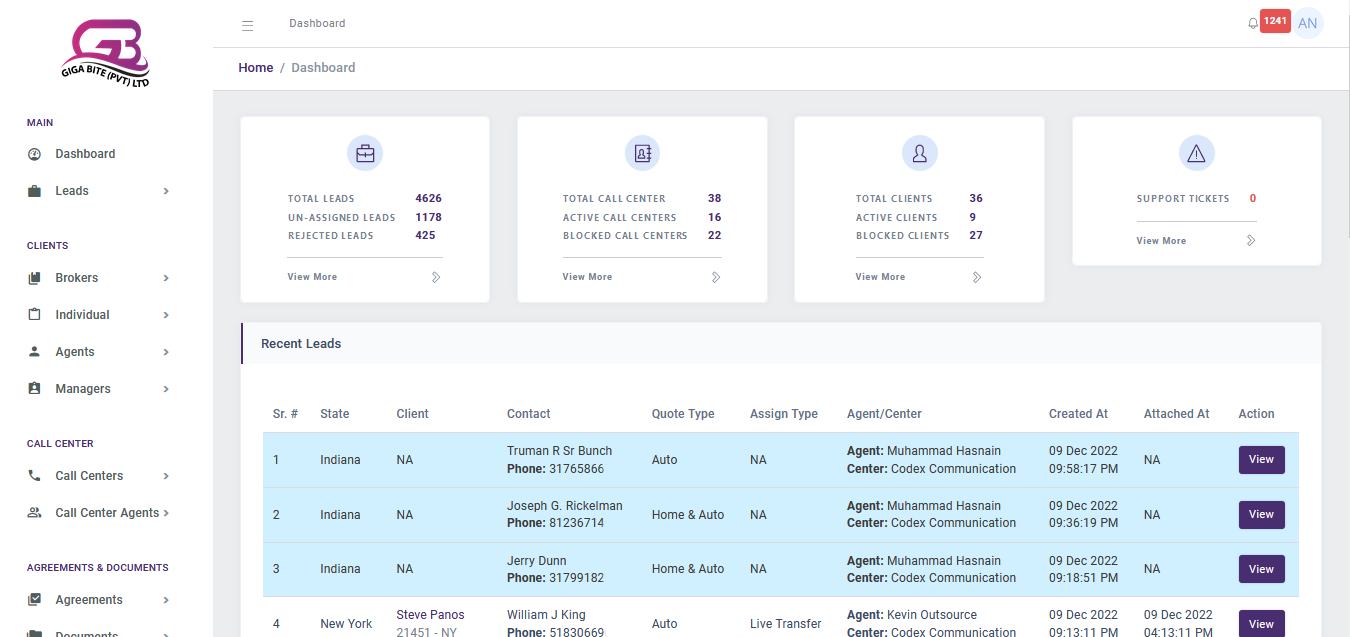 GIGA BITE (PVT) LTD
Dashboard
1241
AN
Home / Dashboard
MAIN
Dashboard
Leads
CLIENTS
Brokers
Individual
Agents
Managers
CALL CENTER
Call Centers
Call Center Agents
AGREEMENTS & DOCUMENTS
Agreements
Documents
TOTAL LEADS 4626
UN-ASSIGNED LEADS 1178
REJECTED LEADS 425
View More
TOTAL CALL CENTER 38
ACTIVE CALL CENTERS 16
BLOCKED CALL CENTERS 22
View More
TOTAL CLIENTS 36
ACTIVE CLIENTS 9
BLOCKED CLIENTS 27
View More
SUPPORT TICKETS 0
View More
Recent Leads
Sr. # State Client Contact Quote Type Assign Type Agent/Center Created At Attached At Action
Truman R Sr Bunch Agent: Muhammad Hasnain 09 Dec 2022
1 Indiana NA Auto NA NA View
Phone: 31765866 Center: Codex Communication 09:58:17 PM
Joseph G. Rickelman Agent: Muhammad Hasnain 09 Dec 2022
2 Indiana NA Home & Auto NA NA View
Phone: 81236714 Center: Codex Communication 09:36:19 PM
Jerry Dunn Agent: Muhammad Hasnain 09 Dec 2022
3 Indiana NA Home & Auto NA NA View
Phone: 31799182 Center: Codex Communication 09:18:51 PM
Steve Panos William J King Agent: Kevin Outsource 09 Dec 2022 09 Dec 2022
4 New York Auto Live Transfer View
21451 - NY Phone: 51830669 Center: Codex Communication 09:13:11 PM 04:13:11 PM